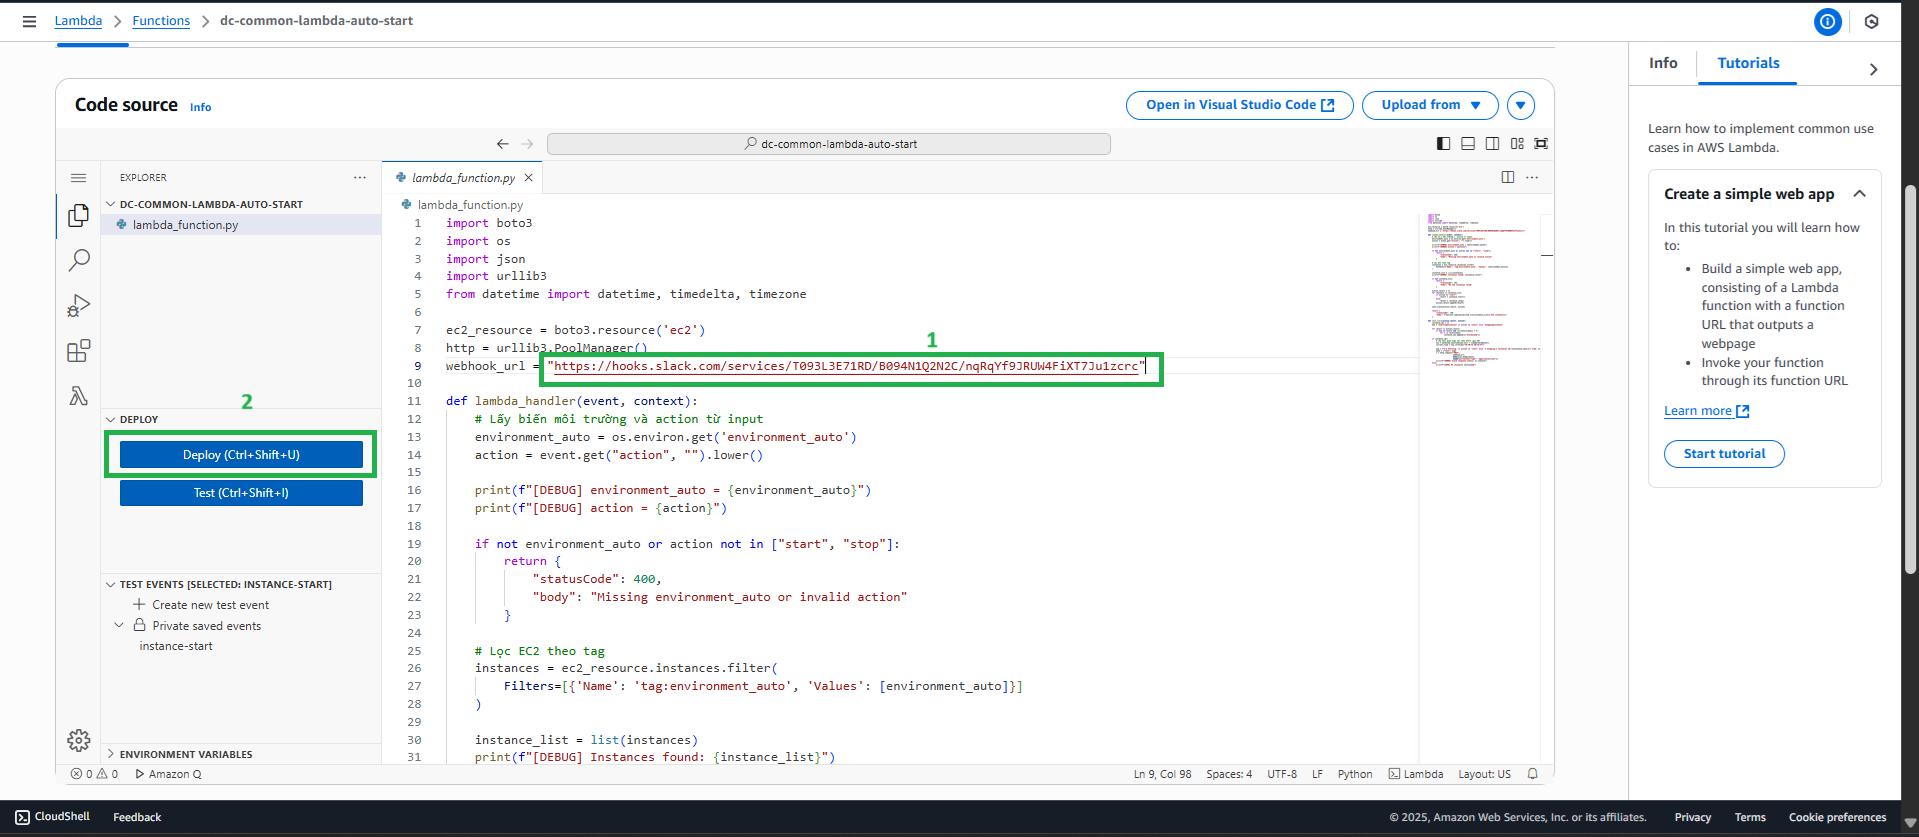 Lambda > Functions > dc-common-lambda-auto-start
Info
Tutorials
Code source Info
Open in Visual Studio Code
Upload from
dc-common-lambda-auto-start
EXPLORER
DC-COMMON-LAMBDA-AUTO-START
lambda_function.py
2
DEPLOY
Deploy (Ctrl+Shift+U)
Test (Ctrl+Shift+I)
TEST EVENTS [SELECTED: INSTANCE-START]
Create new test event
Private saved events
instance-start
ENVIRONMENT VARIABLES
lambda_function.py
lambda_function.py
1 import boto3
2 import os
3 import json
4 import urllib3
5 from datetime import datetime, timedelta, timezone
6
7 ec2_resource = boto3.resource('ec2')
1
8 http = urllib3.PoolManager()
9 webhook_url = "https://hooks.slack.com/services/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"
10
11 def lambda_handler(event, context):
12 # Lấy biến môi trường và action từ input
13 environment_auto = os.environ.get('environment_auto')
14 action = event.get("action", "").lower()
15
16 print(f"[DEBUG] environment_auto = {environment_auto}")
17 print(f"[DEBUG] action = {action}")
18
19 if not environment_auto or action not in ["start", "stop"]:
20 return {
21 "statusCode": 400,
22 "body": "Missing environment_auto or invalid action"
23 }
24
25 # Lọc EC2 theo tag
26 instances = ec2_resource.instances.filter(
27 Filters=[{'Name': 'tag:environment_auto', 'Values': [environment_auto]}]
28 )
29
30 instance_list = list(instances)
31 print(f"[DEBUG] Instances found: {instance_list}")
0 0 Amazon Q
Ln 9, Col 98 Spaces: 4 UTF-8 LF Python Lambda Layout: US
Learn how to implement common use
cases in AWS Lambda.
Create a simple web app
In this tutorial you will learn how
to:
• Build a simple web app,
consisting of a Lambda
function with a function
URL that outputs a
webpage
• Invoke your function
through its function URL
Learn more
Start tutorial
CloudShell Feedback
© 2025, Amazon Web Services, Inc. or its affiliates. Privacy Terms Cookie preferences